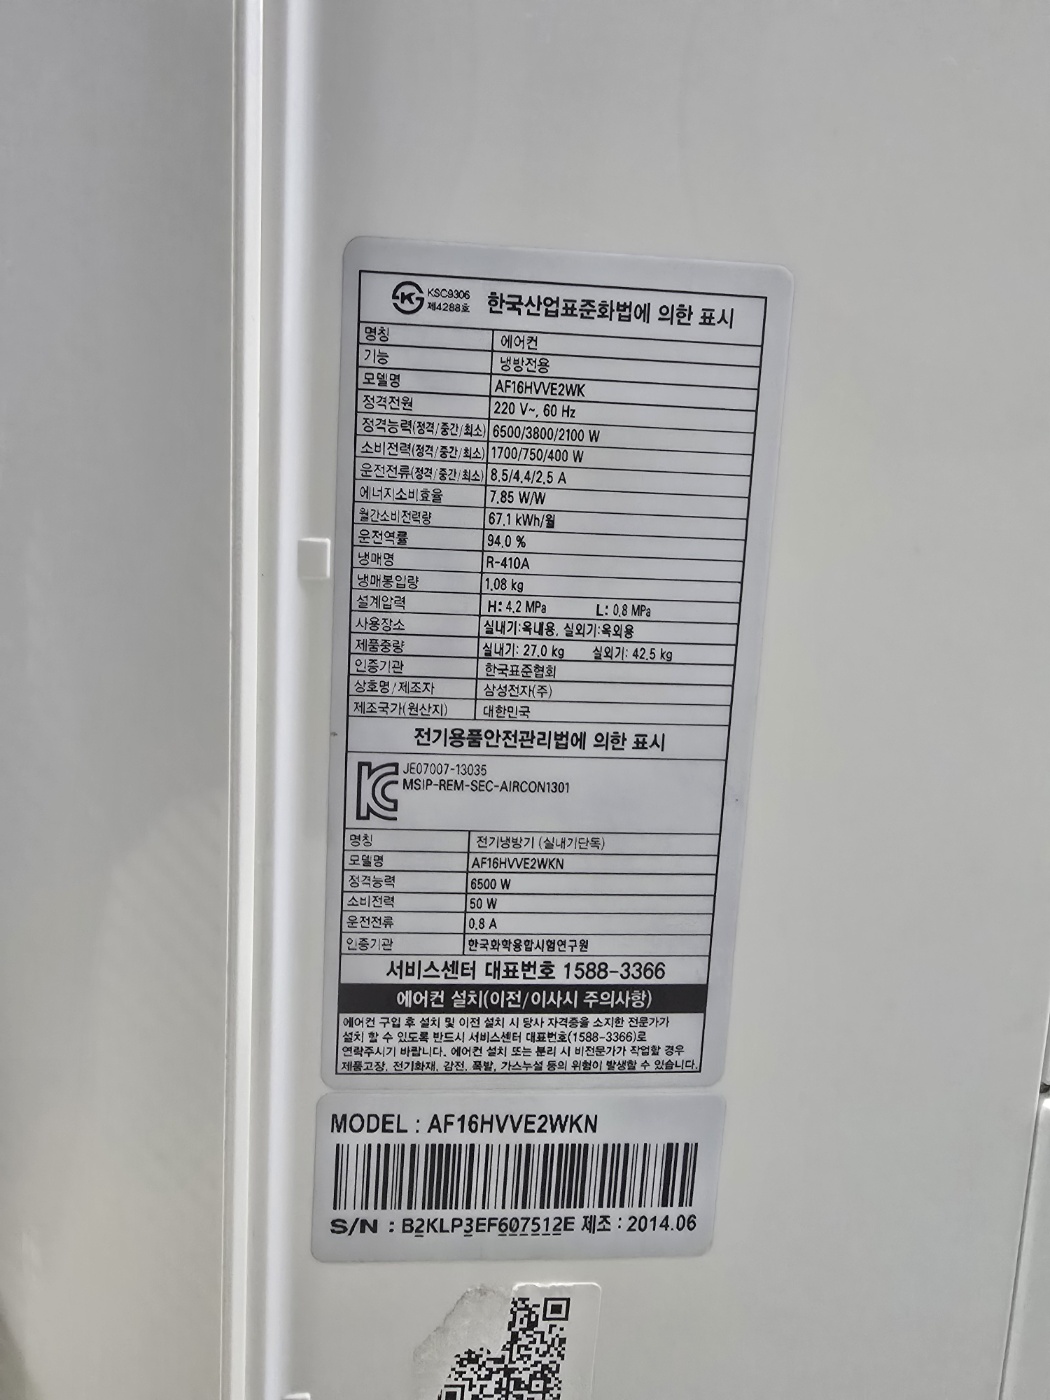 KSC9306
제4288호
한국산업표준화법에 의한 표시
명칭 에어컨
기능 냉방전용
모델명 AF16HVVE2WK
정격전원 220 V~, 60 Hz
정격능력(정격/중간/최소) 6500/3800/2100 W
소비전력(정격/중간/최소) 1700/750/400 W
운전전류(정격/중간/최소) 8.5/4.4/2.5 A
에너지소비효율 7.85 W/W
월간소비전력량 67.1 kWh/월
운전역률 94.0 %
냉매명 R-410A
냉매봉입량 1.08 kg
설계압력 H: 4.2 MPa L: 0.8 MPa
사용장소 실내기:옥내용, 실외기:옥외용
제품중량 실내기: 27.0 kg 실외기: 42.5 kg
인증기관 한국표준협회
상호명/제조자 삼성전자(주)
제조국가(원산지) 대한민국
전기용품안전관리법에 의한 표시
JE07007-13035
MSIP-REM-SEC-AIRCON1301
명칭 전기냉방기 (실내기단독)
모델명 AF16HVVE2WKN
정격능력 6500 W
소비전력 50 W
운전전류 0.8 A
인증기관 한국화학융합시험연구원
서비스센터 대표번호 1588-3366
에어컨 설치(이전/이사시 주의사항)
에어컨 구입 후 설치 및 이전 설치 시 당사 자격증을 소지한 전문가가
설치 할 수 있도록 반드시 서비스센터 대표번호(1588-3366)로
연락주시기 바랍니다. 에어컨 설치 또는 분리 시 비전문가가 작업할 경우
제품고장, 전기화재, 감전, 폭발, 가스누설 등의 위험이 발생할 수 있습니다.
MODEL : AF16HVVE2WKN
S/N : B2KLP3EF607512E 제조 : 2014.06